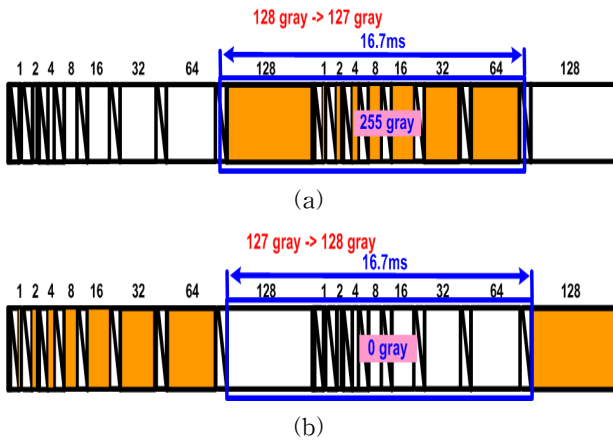 128 gray -> 127 gray
16.7ms
1 2 4 8 16 32 64 128 1 2 4 8 16 32 64 128
255 gray
(a)
127 gray -> 128 gray
16.7ms
1 2 4 8 16 32 64 128 1 2 4 8 16 32 64 128
0 gray
(b)